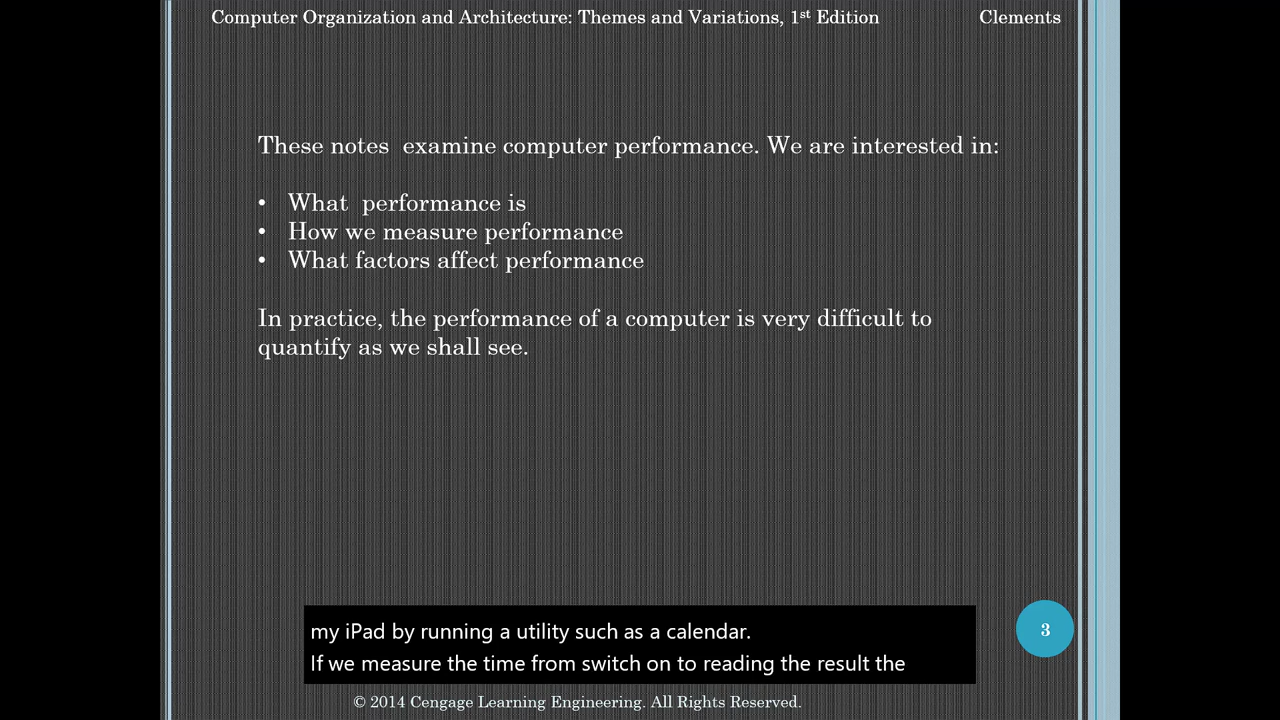 Computer Organization and Architecture: Themes and Variations, 1st Edition Clements
These notes examine computer performance. We are interested in:
• What performance is
• How we measure performance
• What factors affect performance
In practice, the performance of a computer is very difficult to
quantify as we shall see.
my iPad by running a utility such as a calendar.
If we measure the time from switch on to reading the result the
3
© 2014 Cengage Learning Engineering. All Rights Reserved.